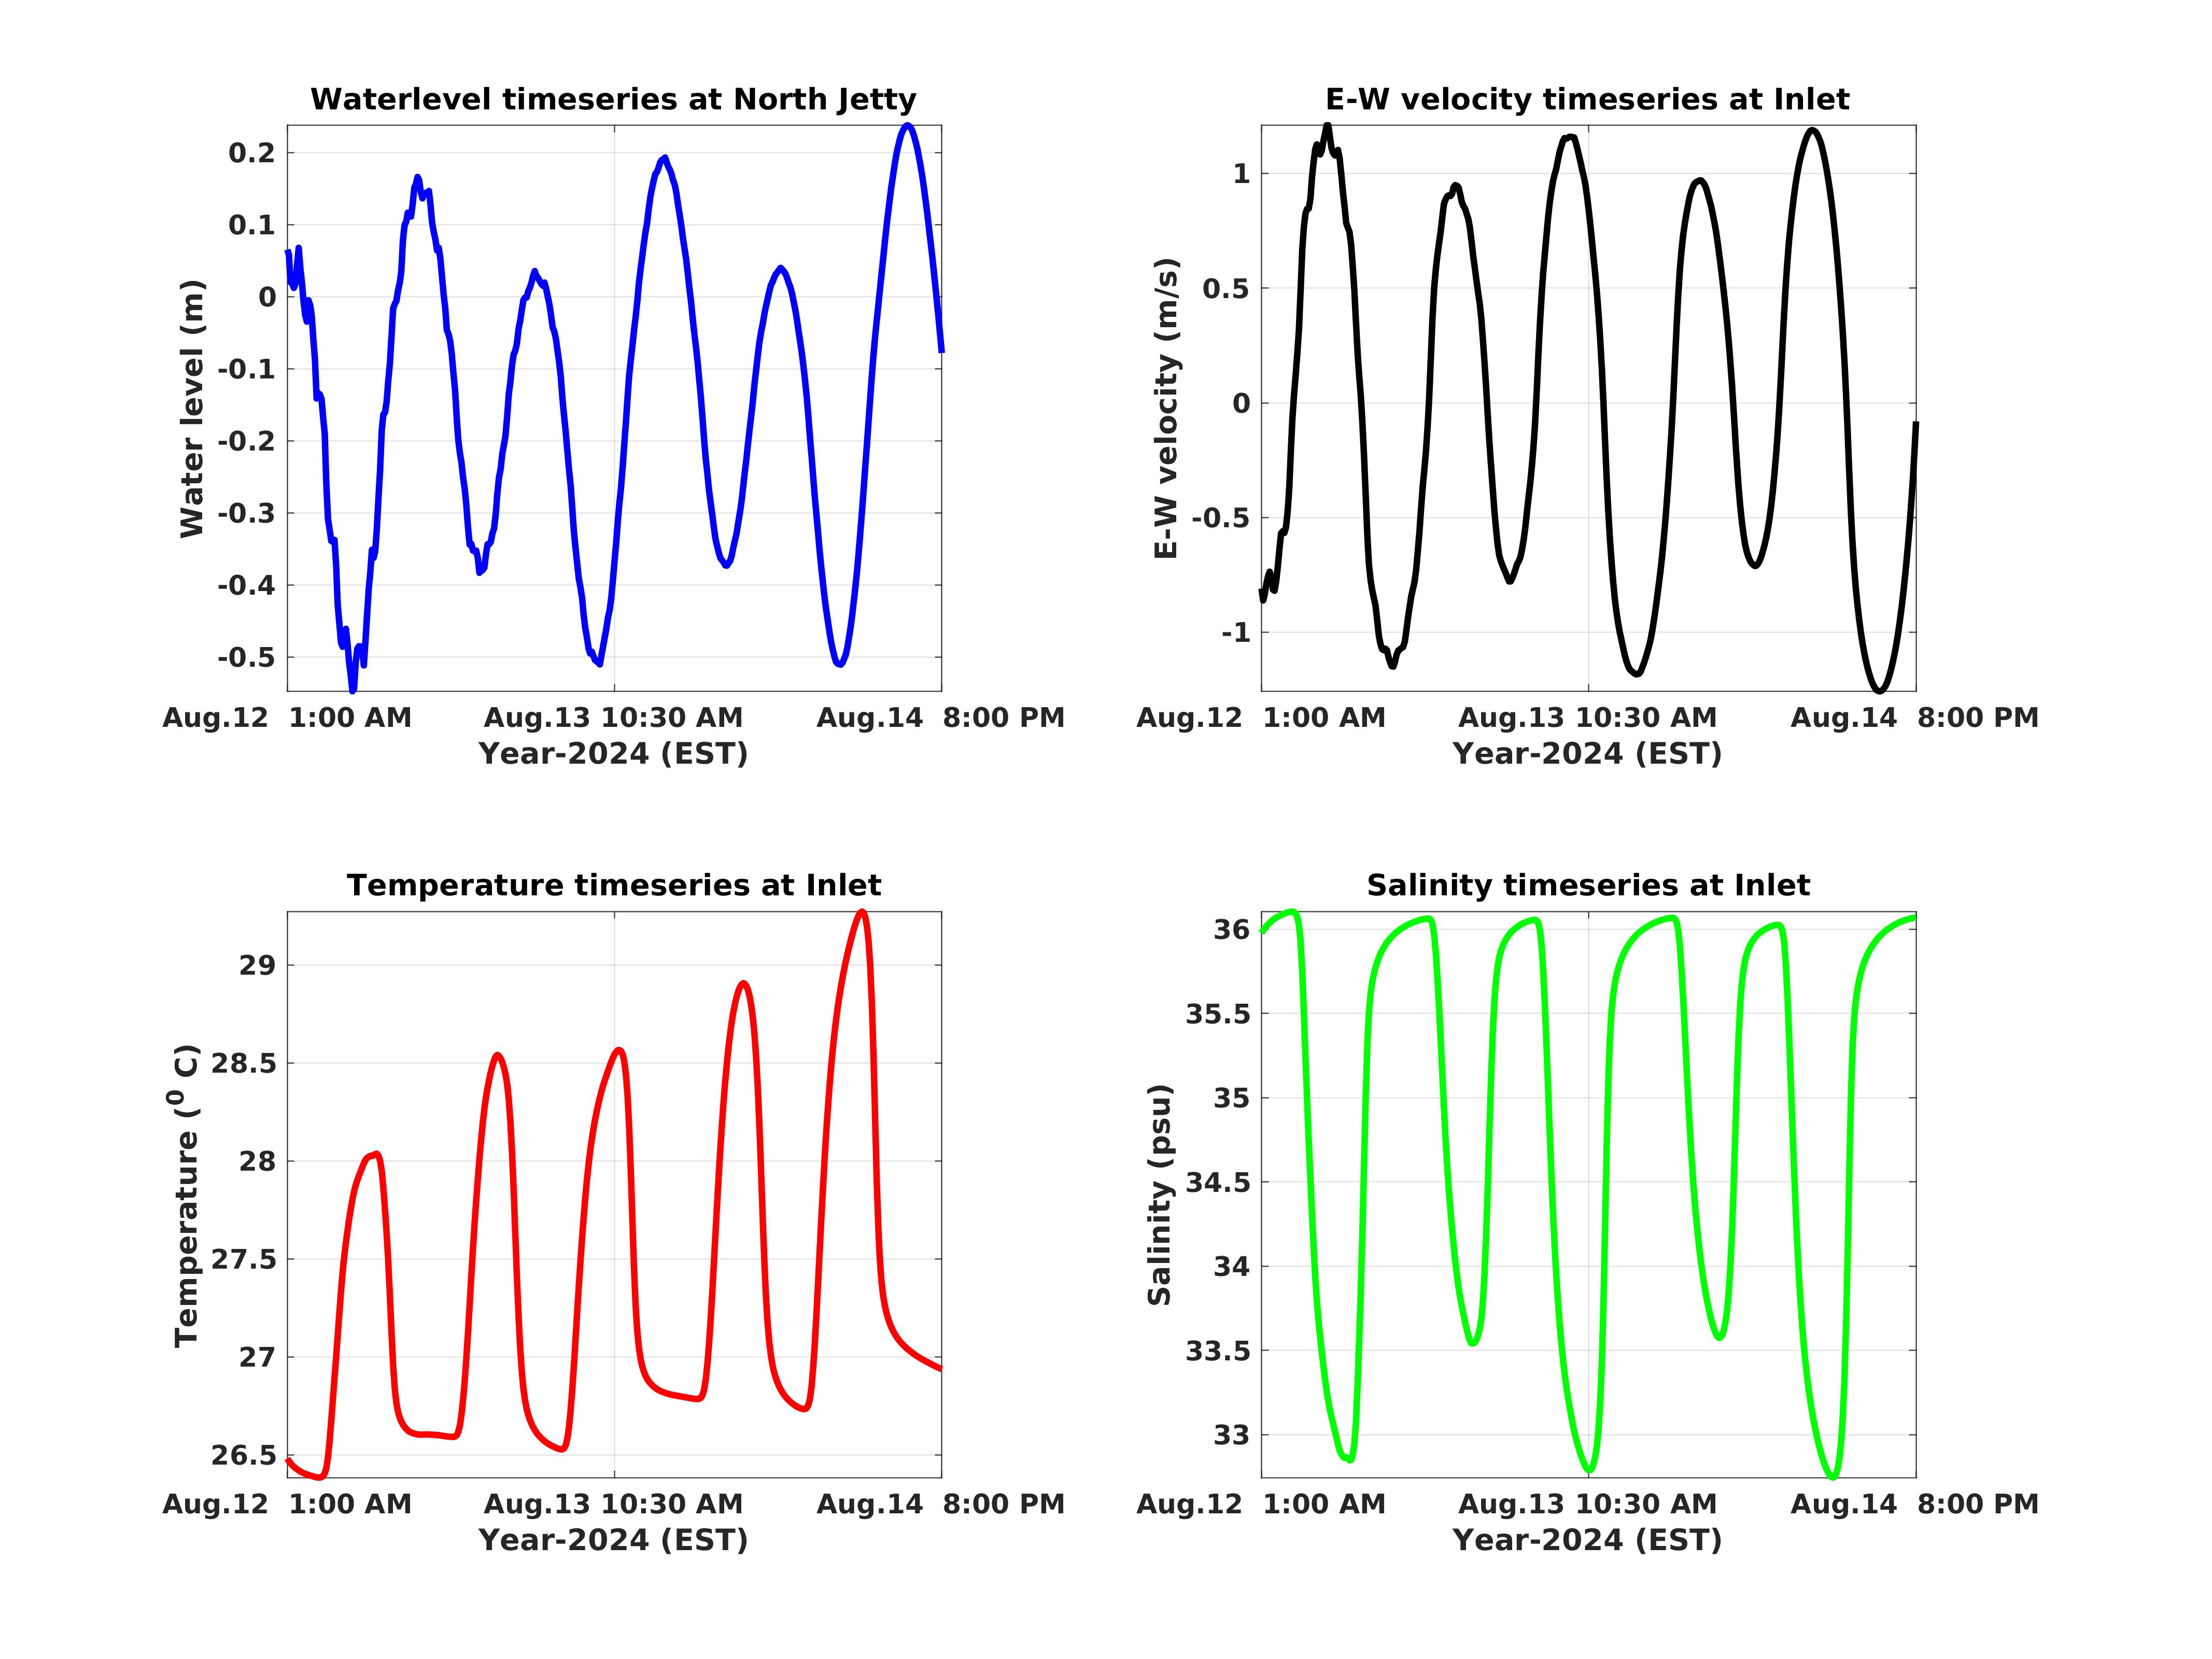 Waterlevel timeseries at North Jetty
Water level (m)
0.2
0.1
0
-0.1
-0.2
-0.3
-0.4
-0.5
Aug.12 1:00 AM
Aug.13 10:30 AM
Aug.14 8:00 PM
Year-2024 (EST)
E-W velocity timeseries at Inlet
E-W velocity (m/s)
1
0.5
0
-0.5
-1
Aug.12 1:00 AM
Aug.13 10:30 AM
Aug.14 8:00 PM
Year-2024 (EST)
Temperature timeseries at Inlet
Temperature (⁰ C)
29
28.5
28
27.5
27
26.5
Aug.12 1:00 AM
Aug.13 10:30 AM
Aug.14 8:00 PM
Year-2024 (EST)
Salinity timeseries at Inlet
Salinity (psu)
36
35.5
35
34.5
34
33.5
33
Aug.12 1:00 AM
Aug.13 10:30 AM
Aug.14 8:00 PM
Year-2024 (EST)